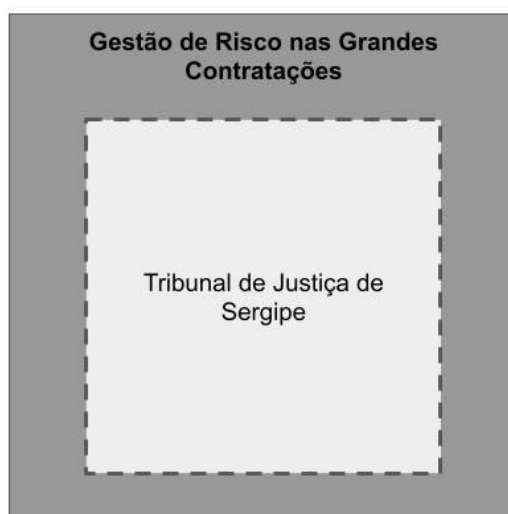 Gestão de Risco nas Grandes
Contratações
Tribunal de Justiça de
Sergipe